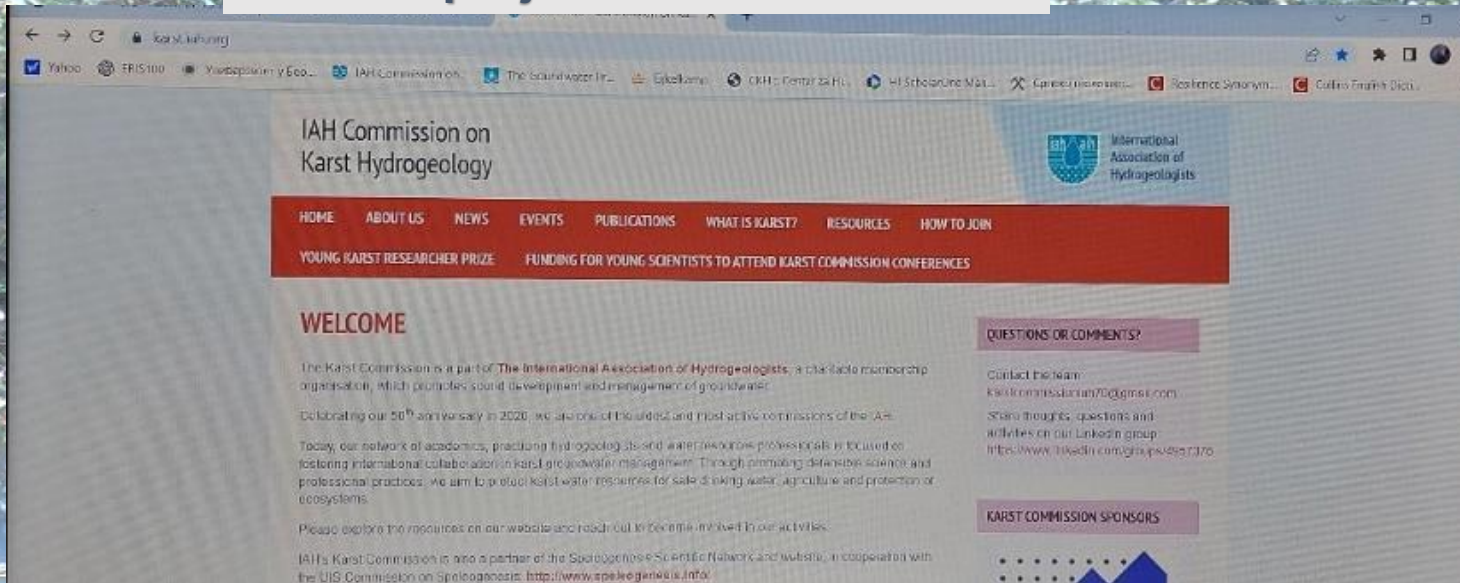 karst.iah.org
Yahoo
The Groundwater
IAH Commission on
Karst Hydrogeology
International
Association of
Hydrogeologists
HOME ABOUT US NEWS EVENTS PUBLICATIONS WHAT IS KARST? RESOURCES HOW TO JOIN
YOUNG KARST RESEARCHER PRIZE FUNDING FOR YOUNG SCIENTISTS TO ATTEND KARST COMMISSION CONFERENCES
WELCOME
The Karst Commission is a part of The International Association of Hydrogeologists, a charitable membership
organisation, which promotes sound development and management of groundwater.
Celebrating our 50th anniversary in 2020, we are one of the oldest and most active commissions of the IAH.
Today, our network of academics, practising hydrogeologists and water resources professionals is focused on
fostering international collaboration in karst groundwater management. Through promoting defensible science and
professional practices, we aim to protect karst water resources for safe drinking water, agriculture and protection of
ecosystems.
Please explore the resources on our website and reach out to become involved in our activities.
IAH's Karst Commission is also a partner of the Speleogenesis Scientific Network and website, in cooperation with
the UIS Commission on Speleogenesis: http://www.speleogenesis.info/
QUESTIONS OR COMMENTS?
Contact the team
Share thoughts, questions and
activities on our LinkedIn group
KARST COMMISSION SPONSORS